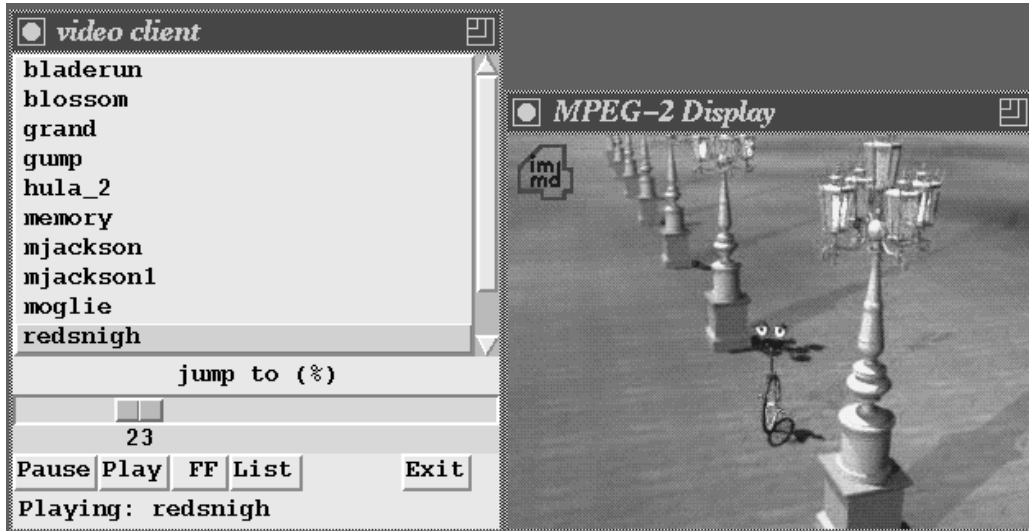 video client
bladerun
blossom
grand
gump
hula_2
memory
mjackson
mjackson1
moglie
redsnigh
jump to (%)
23
Pause Play FF List Exit
Playing: redsnigh
MPEG-2 Display
im
md